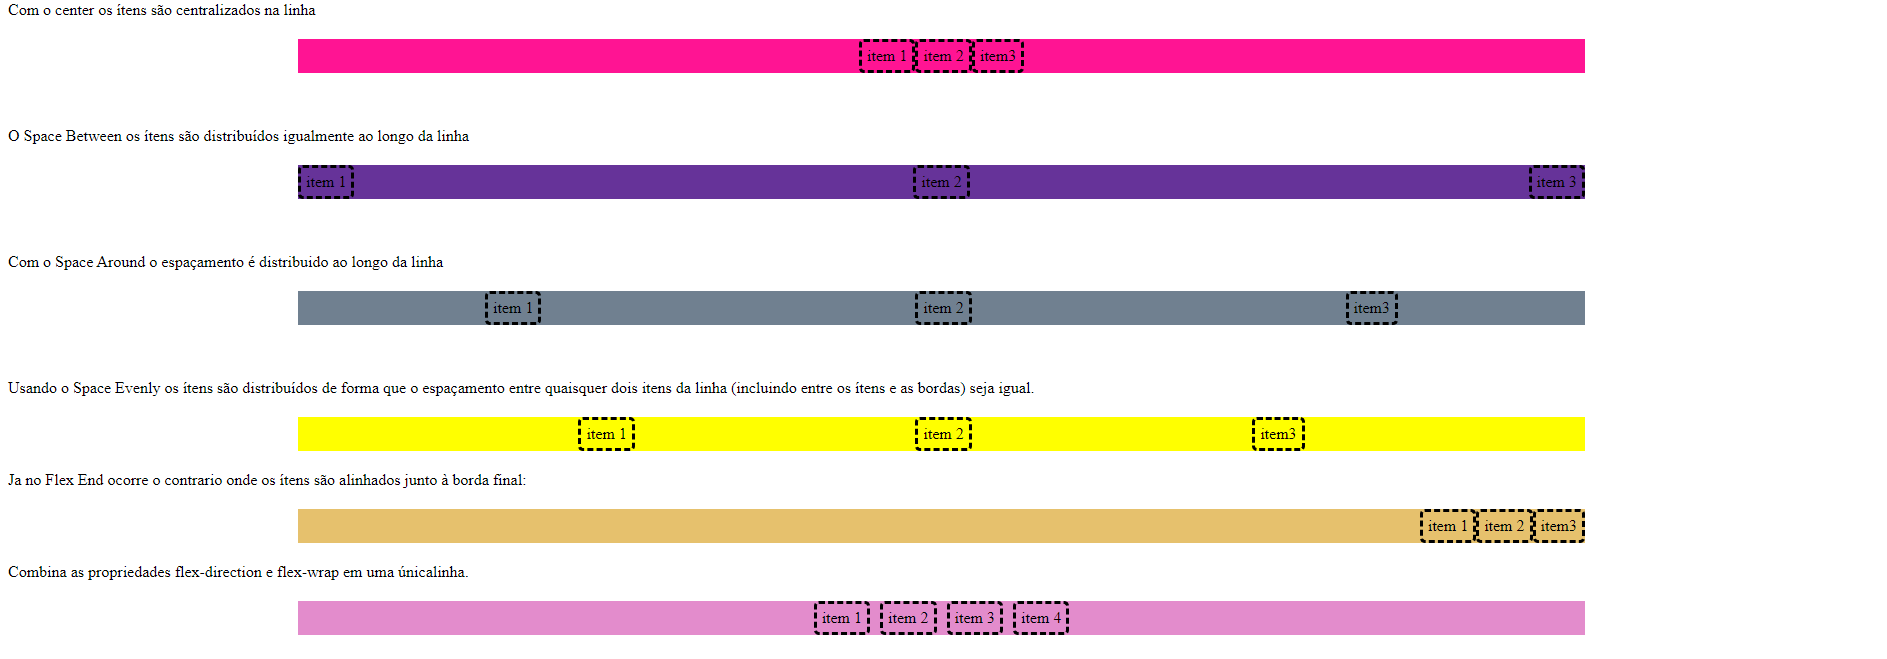 Com o center os ítens são centralizados na linha
item 1 item 2 item3
O Space Between os ítens são distribuídos igualmente ao longo da linha
item 1 item 2 item 3
Com o Space Around o espaçamento é distribuido ao longo da linha
item 1 item 2 item3
Usando o Space Evenly os ítens são distribuídos de forma que o espaçamento entre quaisquer dois itens da linha (incluindo entre os ítens e as bordas) seja igual.
item 1 item 2 item3
Ja no Flex End ocorre o contrario onde os ítens são alinhados junto à borda final:
item 1 item 2 item3
Combina as propriedades flex-direction e flex-wrap em uma únicalinha.
item 1 item 2 item 3 item 4